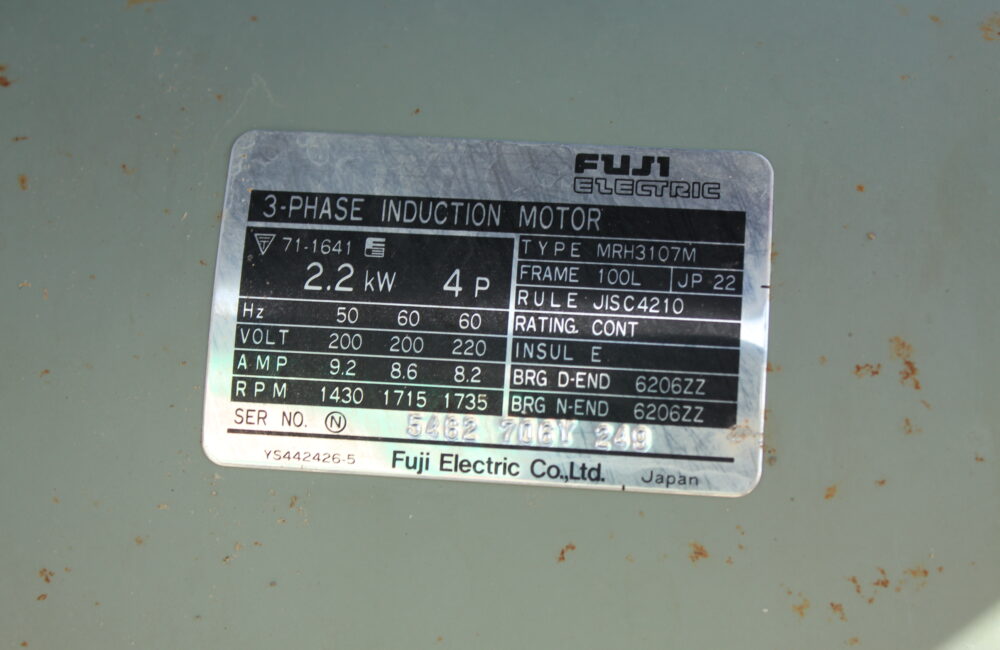 FUJI
ELECTRIC
3-PHASE INDUCTION MOTOR
71-1641
2.2 kW 4 P
Hz 50 60 60
VOLT 200 200 220
AMP 9.2 8.6 8.2
RPM 1430 1715 1735
TYPE MRH3107M
FRAME 100L JP 22
RULE JISC4210
RATING. CONT
INSUL E
BRG D-END 6206ZZ
BRG N-END 6206ZZ
SER NO. N 5462 706Y 249
YS442426-5 Fuji Electric Co.,Ltd. Japan